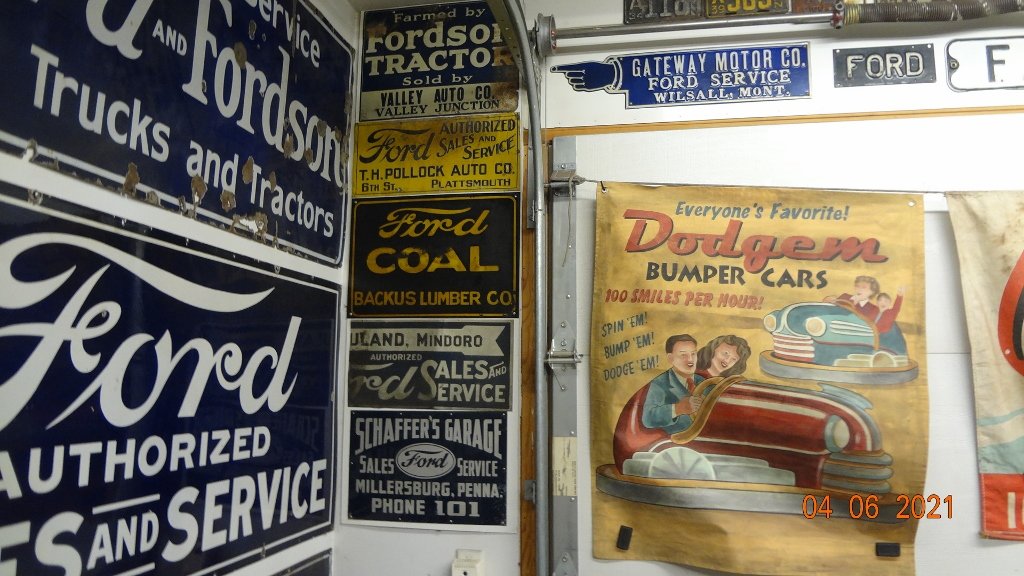 Service
AND Fordson
Trucks and Tractors
Ford
AUTHORIZED
AND SERVICE
Farmed by
Fordson
TRACTOR
Sold by
VALLEY AUTO CO.
VALLEY JUNCTION
Ford AUTHORIZED
SALES AND
SERVICE
T.H. POLLOCK AUTO CO.
6TH ST., PLATTSMOUTH
Ford
COAL
BACKUS LUMBER CO
LAND, MINDORO
AUTHORIZED
SALES AND
SERVICE
SCHAFFER'S GARAGE
SALES Ford SERVICE
MILLERSBURG, PENNA.
PHONE 101
GATEWAY MOTOR CO.
FORD SERVICE
WILSALL, MONT.
FORD
F
Everyone's Favorite!
Dodgem
BUMPER CARS
100 SMILES PER HOUR!
SPIN 'EM!
BUMP 'EM!
DODGE 'EM!
04 06 2021